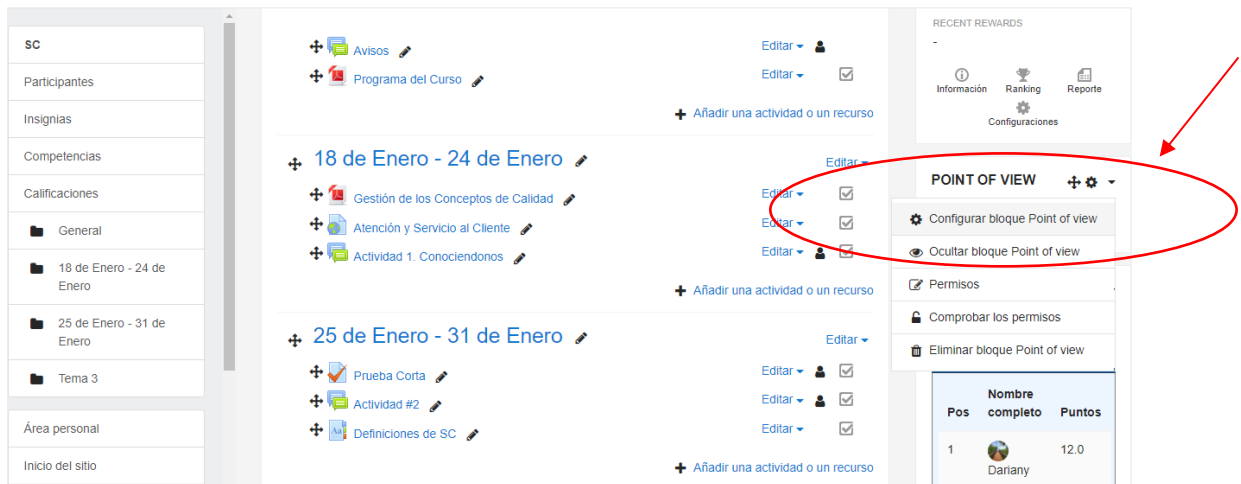 SC
Participantes
Insignias
Competencias
Calificaciones
General
18 de Enero - 24 de
Enero
25 de Enero - 31 de
Enero
Tema 3
Área personal
Inicio del sitio
Avisos Editar
Programa del Curso Editar
Añadir una actividad o un recurso
18 de Enero - 24 de Enero Editar
Gestión de los Conceptos de Calidad Editar
Atención y Servicio al Cliente Editar
Actividad 1. Conociendonos Editar
Añadir una actividad o un recurso
25 de Enero - 31 de Enero Editar
Prueba Corta Editar
Actividad #2 Editar
Aa
Definiciones de SC Editar
Añadir una actividad o un recurso
RECENT REWARDS
-
Información Ranking Reporte
Configuraciones
POINT OF VIEW
Configurar bloque Point of view
Ocultar bloque Point of view
Permisos
Comprobar los permisos
Eliminar bloque Point of view
Nombre
Pos completo Puntos
1 12.0
Dariany